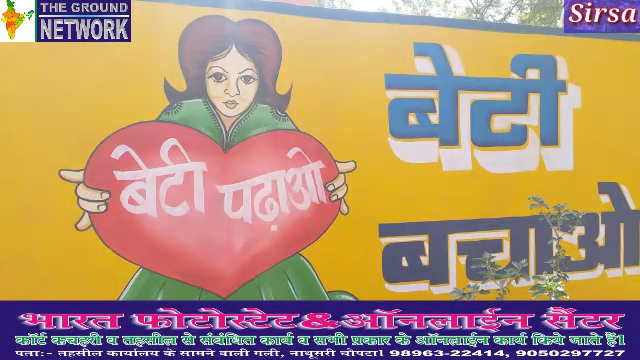 THE GROUND
NETWORK
Sirsa
बेटी पढ़ाओ
बेटी
बचाओ
भारत फोटोस्टेट & ऑनलाईन सैंटर
कोर्ट कचहरी व तहसील से संबंधित कार्य व सभी प्रकार के ऑनलाईन कार्य किये जाते हैं।
पता:- तहसील कार्यालय के सामने वाली गली, नाथूसरी चौपटा। 98963-22414, 9050297727